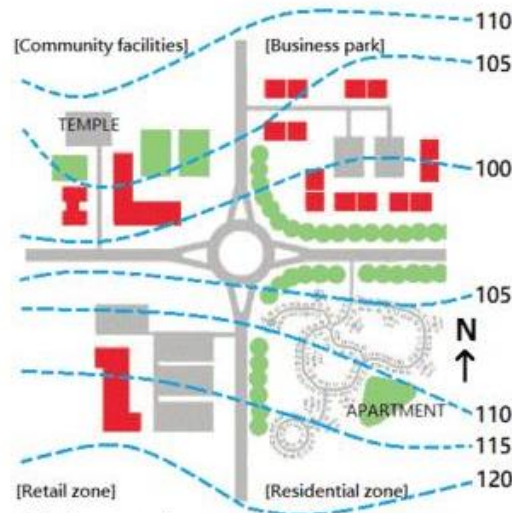 110
[Community facilities]
[Business park]
105
TEMPLE
100
105
N
APARTMENT
110
115
120
[Retail zone]
[Residential zone]